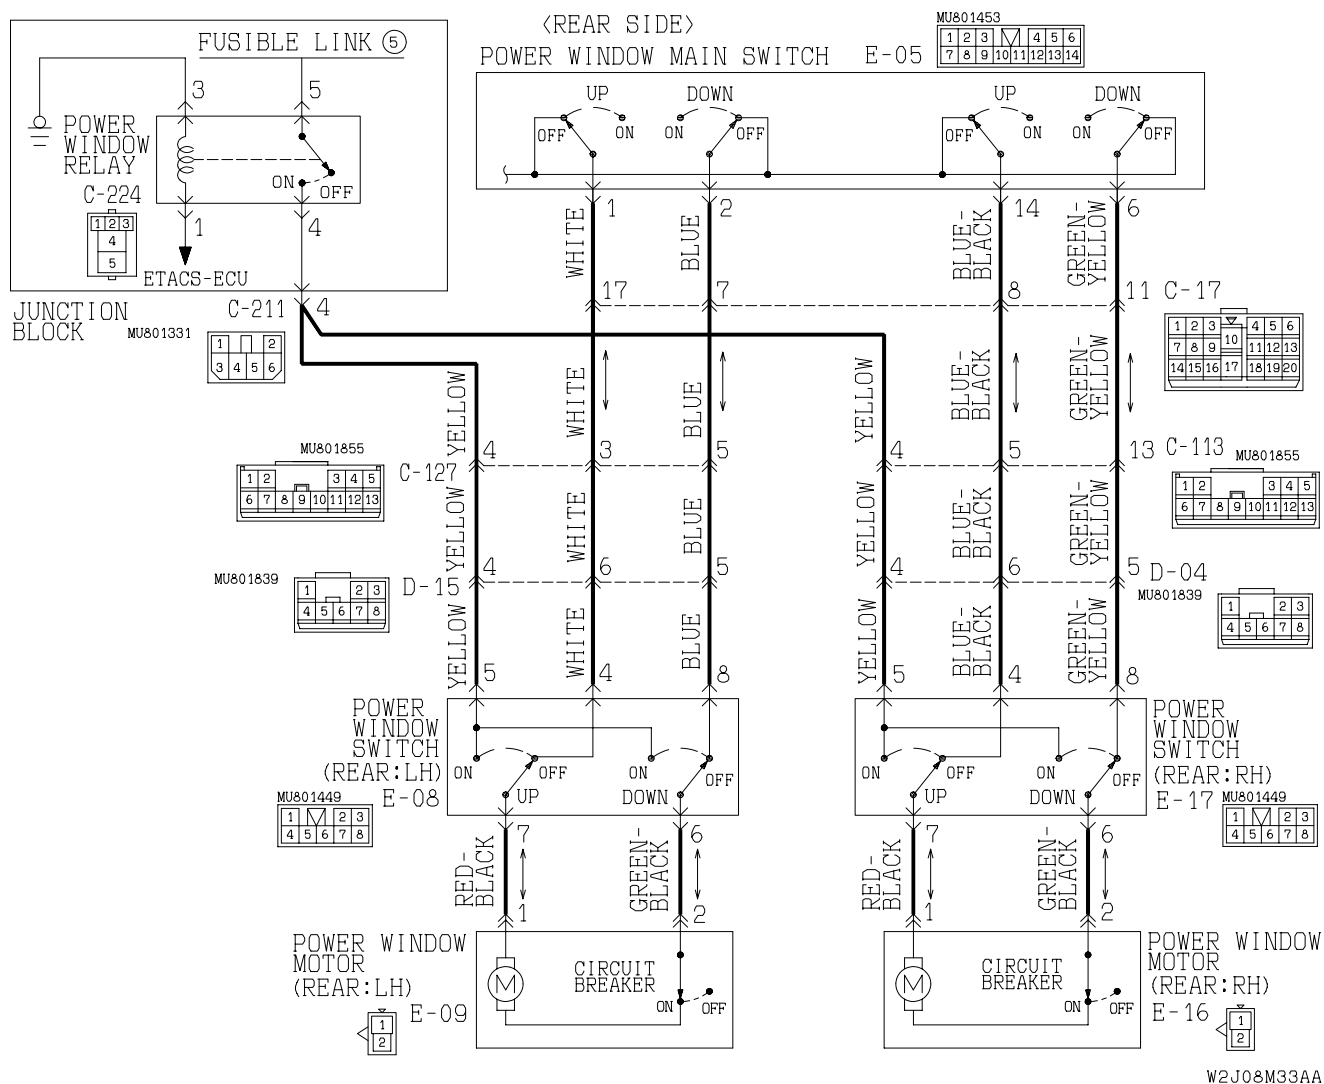 〈REAR SIDE〉
POWER WINDOW MAIN SWITCH
E-05
MU801453
1 2 3 4 5 6
7 8 9 10 11 12 13 14
FUSIBLE LINK 5
3
5
POWER
WINDOW
RELAY
ON
OFF
C-224
1 2 3
4
5
1
4
ETACS-ECU
JUNCTION
BLOCK
C-211
4
MU801331
1 2
3 4 5 6
UP
DOWN
OFF
ON
ON
OFF
UP
DOWN
OFF
ON
ON
OFF
1
2
14
6
WHITE
BLUE
BLUE-
BLACK
GREEN-
YELLOW
17
7
8
11
C-17
1 2 3 4 5 6
7 8 9 10 11 12 13
14 15 16 17 18 19 20
YELLOW
WHITE
BLUE
YELLOW
BLUE-
BLACK
GREEN-
YELLOW
MU801855
1 2 3 4 5
6 7 8 9 10 11 12 13
C-127
4
3
5
4
5
13
C-113
MU801855
1 2 3 4 5
6 7 8 9 10 11 12 13
YELLOW
WHITE
BLUE
YELLOW
BLUE-
BLACK
GREEN-
YELLOW
MU801839
1 2 3
4 5 6 7 8
D-15
4
6
5
4
6
5
D-04
MU801839
1 2 3
4 5 6 7 8
YELLOW
WHITE
BLUE
YELLOW
BLUE-
BLACK
GREEN-
YELLOW
5
4
8
5
4
8
POWER
WINDOW
SWITCH
(REAR:LH)
E-08
MU801449
1 2 3
4 5 6 7 8
ON
OFF
UP
ON
OFF
DOWN
ON
OFF
UP
ON
OFF
DOWN
POWER
WINDOW
SWITCH
(REAR:RH)
E-17
MU801449
1 2 3
4 5 6 7 8
7
6
7
6
RED-
BLACK
GREEN-
BLACK
RED-
BLACK
GREEN-
BLACK
1
2
1
2
POWER WINDOW
MOTOR
(REAR:LH)
E-09
1
2
M
CIRCUIT
BREAKER
ON
OFF
M
CIRCUIT
BREAKER
ON
OFF
POWER WINDOW
MOTOR
(REAR:RH)
E-16
1
2
W2J08M33AA